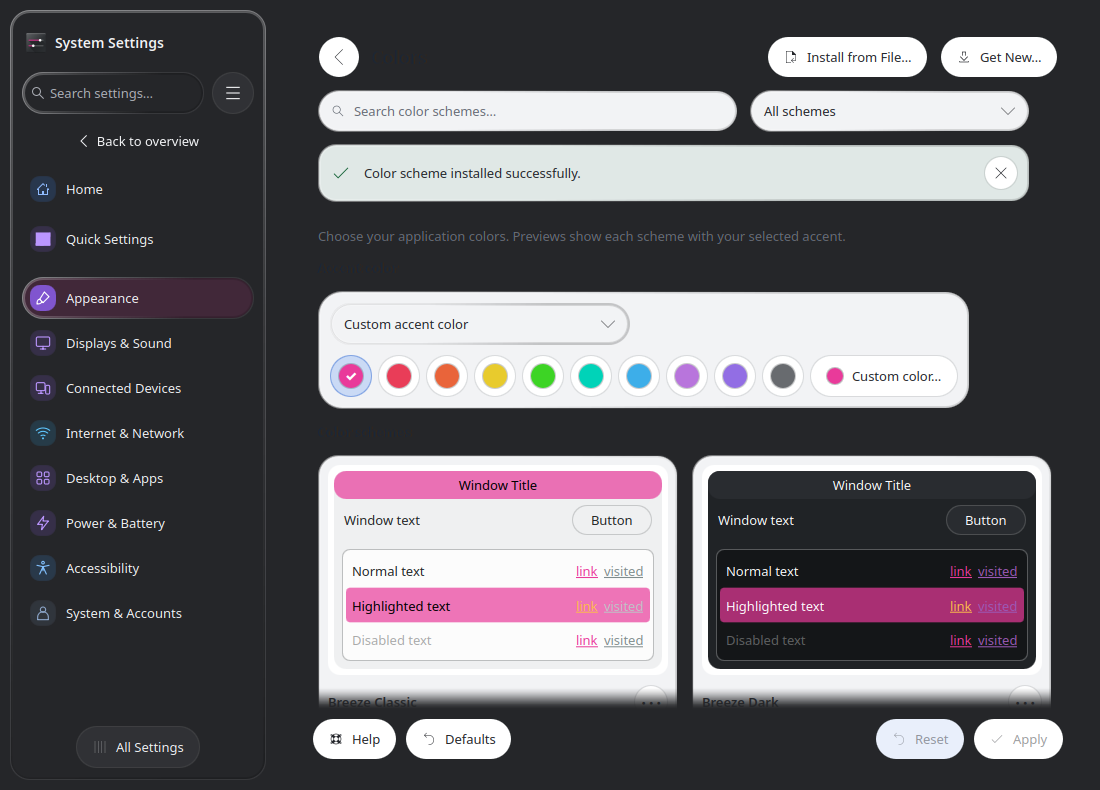 System Settings
Search settings...
Back to overview
Home
Quick Settings
Appearance
Displays & Sound
Connected Devices
Internet & Network
Desktop & Apps
Power & Battery
Accessibility
System & Accounts
All Settings
Install from File...
Get New...
Search color schemes...
All schemes
Color scheme installed successfully.
Choose your application colors. Previews show each scheme with your selected accent.
Custom accent color
Custom color...
Window Title
Window text
Button
Normal text link visited
Highlighted text link visited
Disabled text link visited
Breeze Classic
Window Title
Window text
Button
Normal text link visited
Highlighted text link visited
Disabled text link visited
Breeze Dark
Help
Defaults
Reset
Apply